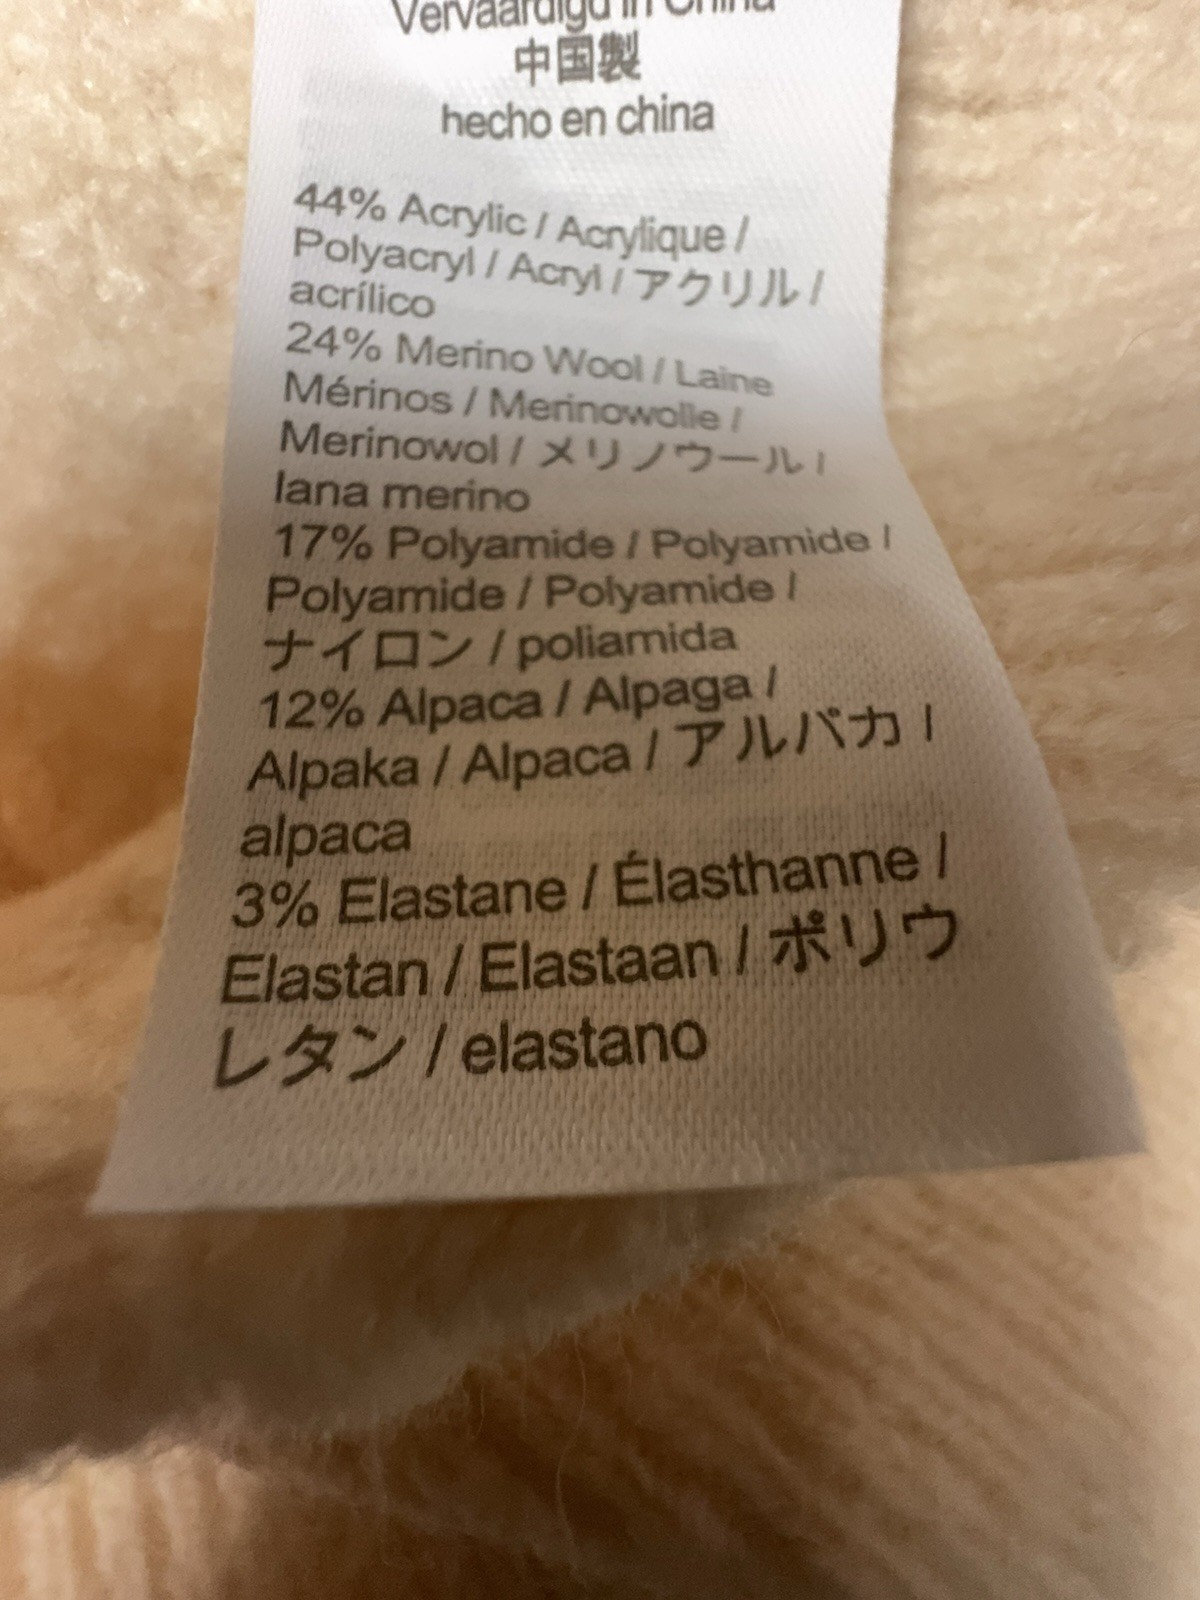 Vervaardigd in China
中国製
hecho en china
44% Acrylic / Acrylique /
Polyacryl / Acryl / アクリル /
acrílico
24% Merino Wool / Laine
Mérinos / Merinowolle /
Merinowol / メリノウール /
lana merino
17% Polyamide / Polyamide /
Polyamide / Polyamide /
ナイロン / poliamida
12% Alpaca / Alpaga /
Alpaka / Alpaca / アルパカ /
alpaca
3% Elastane / Élasthanne /
Elastan / Elastaan / ポリウ
レタン / elastano